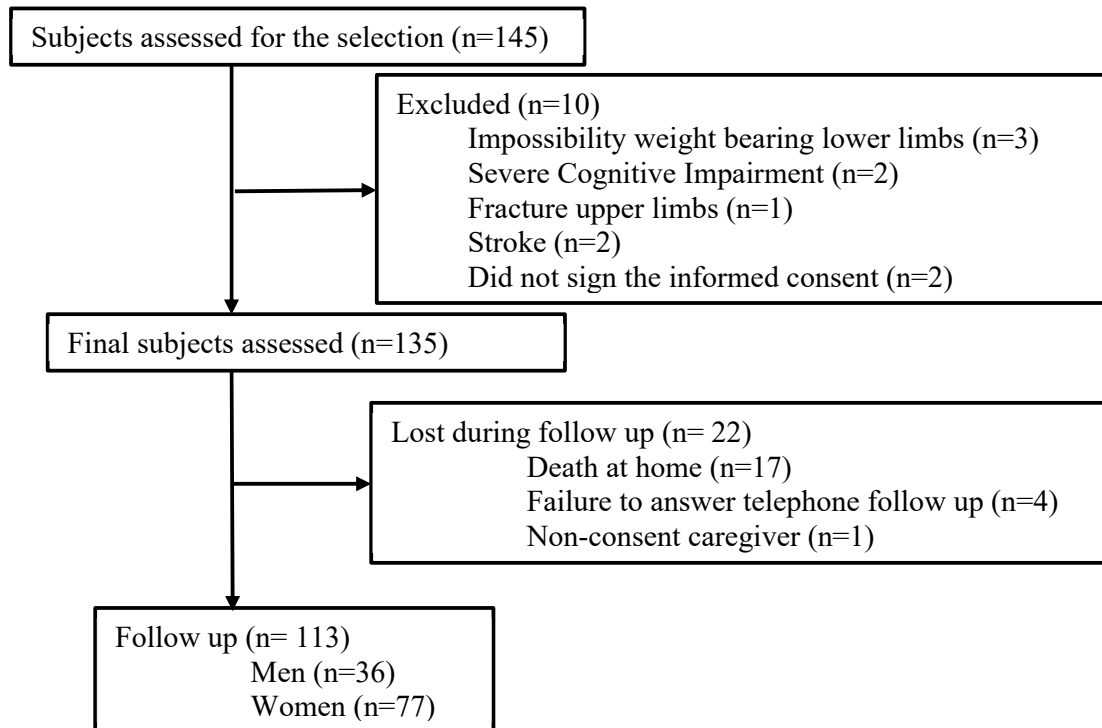 Subjects assessed for the selection (n=145)
Excluded (n=10)
Impossibility weight bearing lower limbs (n=3)
Severe Cognitive Impairment (n=2)
Fracture upper limbs (n=1)
Stroke (n=2)
Did not sign the informed consent (n=2)
Final subjects assessed (n=135)
Lost during follow up (n= 22)
Death at home (n=17)
Failure to answer telephone follow up (n=4)
Non-consent caregiver (n=1)
Follow up (n= 113)
Men (n=36)
Women (n=77)